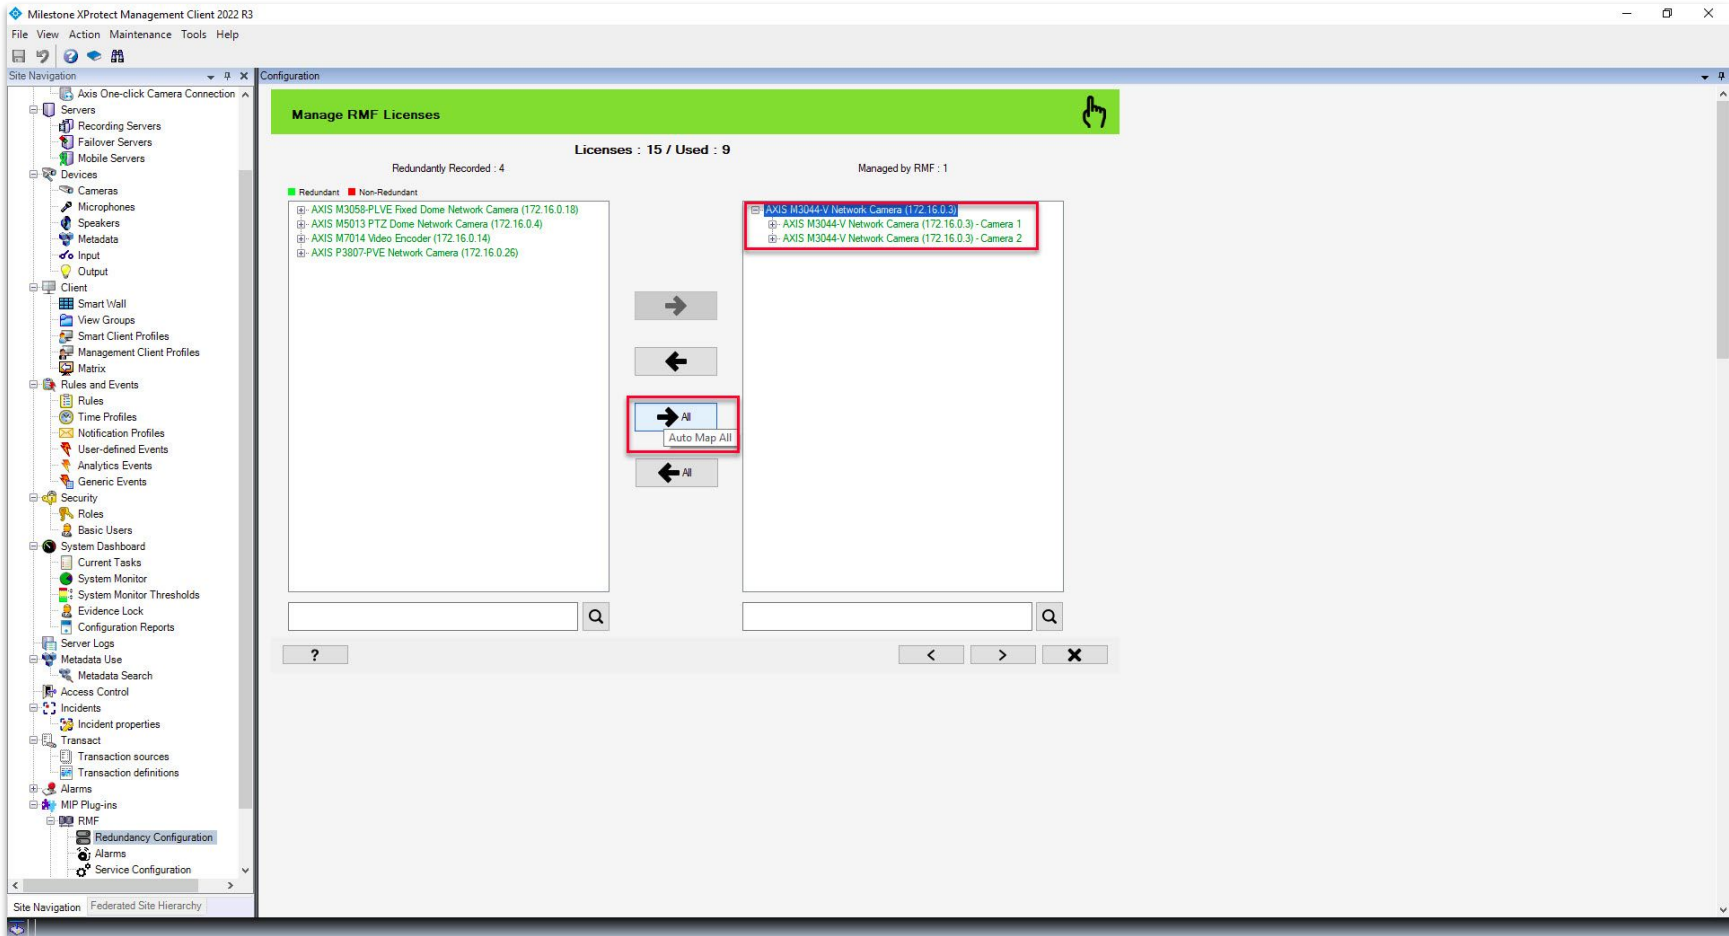 Milestone XProtect Management Client 2022 R3
File View Action Maintenance Tools Help
Site Navigation
Configuration
Axis One-click Camera Connection
Servers
Recording Servers
Failover Servers
Mobile Servers
Devices
Cameras
Microphones
Speakers
Metadata
Input
Output
Client
Smart Wall
View Groups
Smart Client Profiles
Management Client Profiles
Matrix
Rules and Events
Rules
Time Profiles
Notification Profiles
User-defined Events
Analytics Events
Generic Events
Security
Roles
Basic Users
System Dashboard
Current Tasks
System Monitor
System Monitor Thresholds
Evidence Lock
Configuration Reports
Server Logs
Metadata Use
Metadata Search
Access Control
Incidents
Incident properties
Transact
Transaction sources
Transaction definitions
Alarms
MIP Plug-ins
RMF
Redundancy Configuration
Alarms
Service Configuration
Site Navigation Federated Site Hierarchy
Manage RMF Licenses
Licenses : 15 / Used : 9
Redundantly Recorded : 4
Managed by RMF : 1
Redundant Non-Redundant
AXIS M3058-PLVE Fixed Dome Network Camera (172.16.0.18)
AXIS M5013 PTZ Dome Network Camera (172.16.0.4)
AXIS M7014 Video Encoder (172.16.0.14)
AXIS P3807-PVE Network Camera (172.16.0.26)
AXIS M3044-V Network Camera (172.16.0.3)
AXIS M3044-V Network Camera (172.16.0.3) - Camera 1
AXIS M3044-V Network Camera (172.16.0.3) - Camera 2
All
Auto Map All
All
?